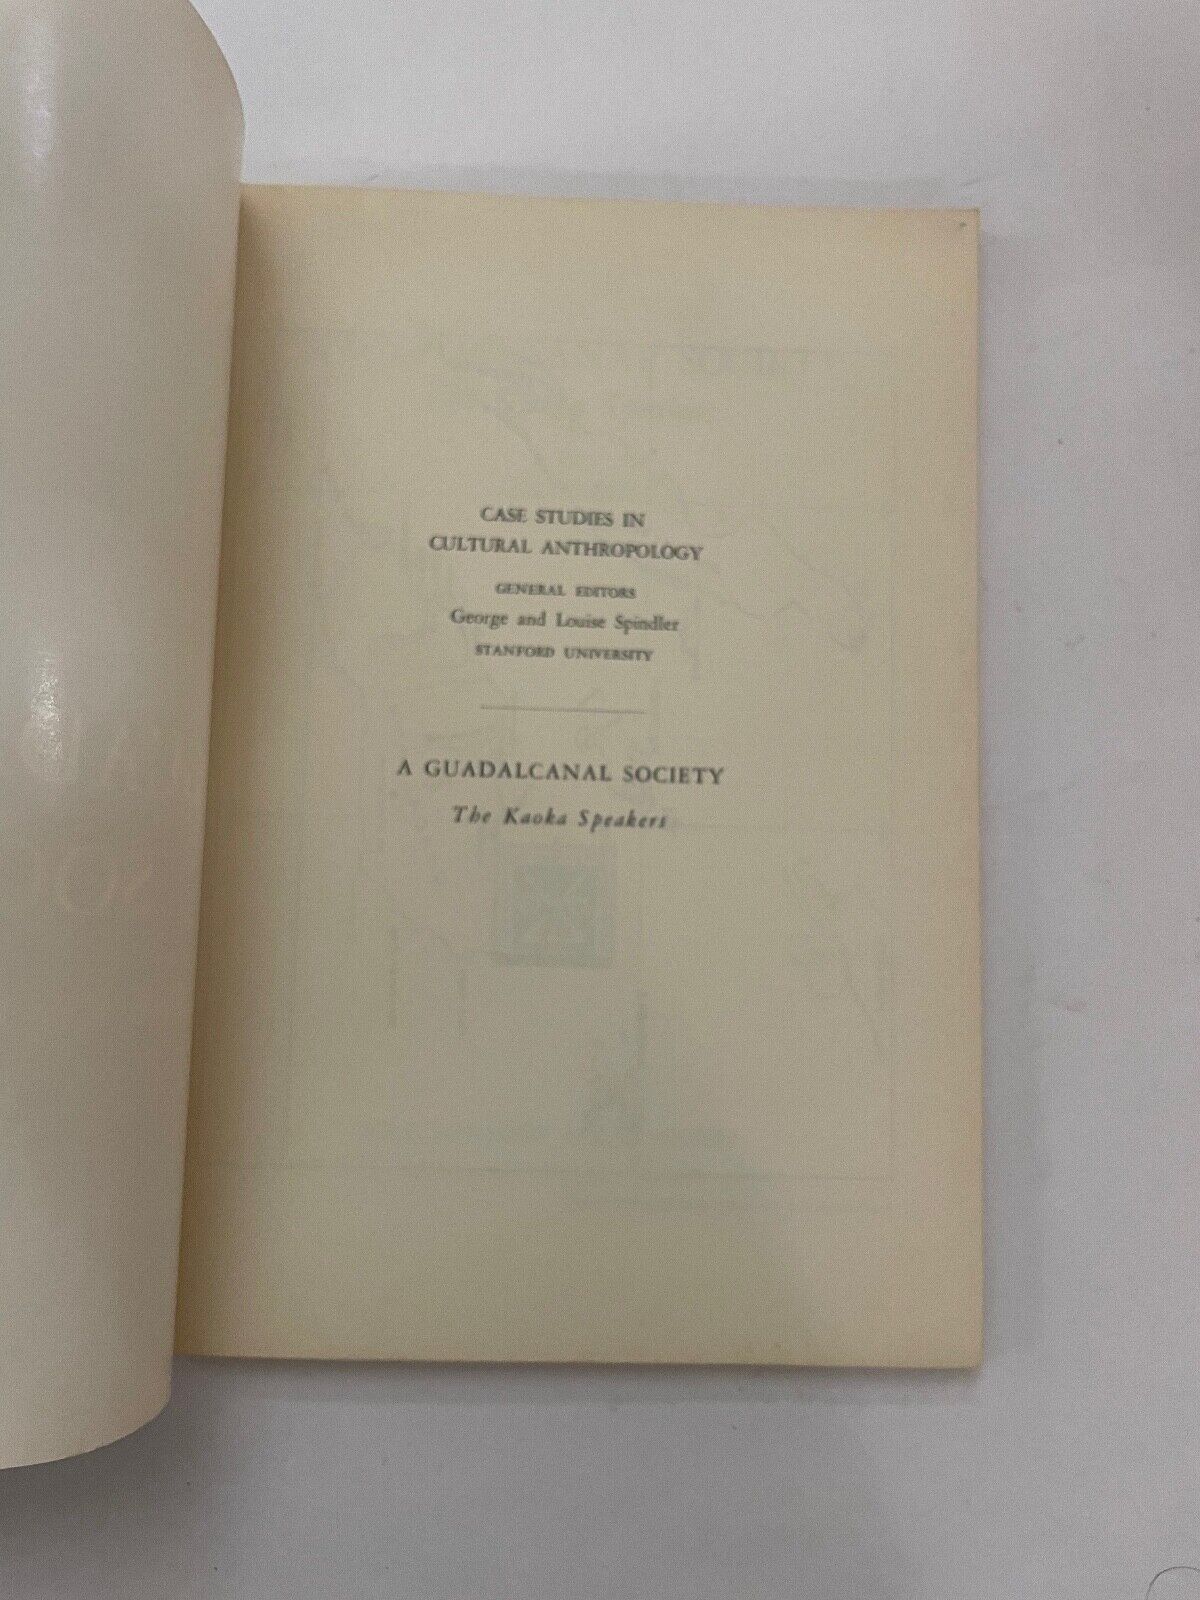 CASE STUDIES IN
CULTURAL ANTHROPOLOGY
GENERAL EDITORS
George and Louise Spindler
STANFORD UNIVERSITY
A GUADALCANAL SOCIETY
The Kaoka Speakers